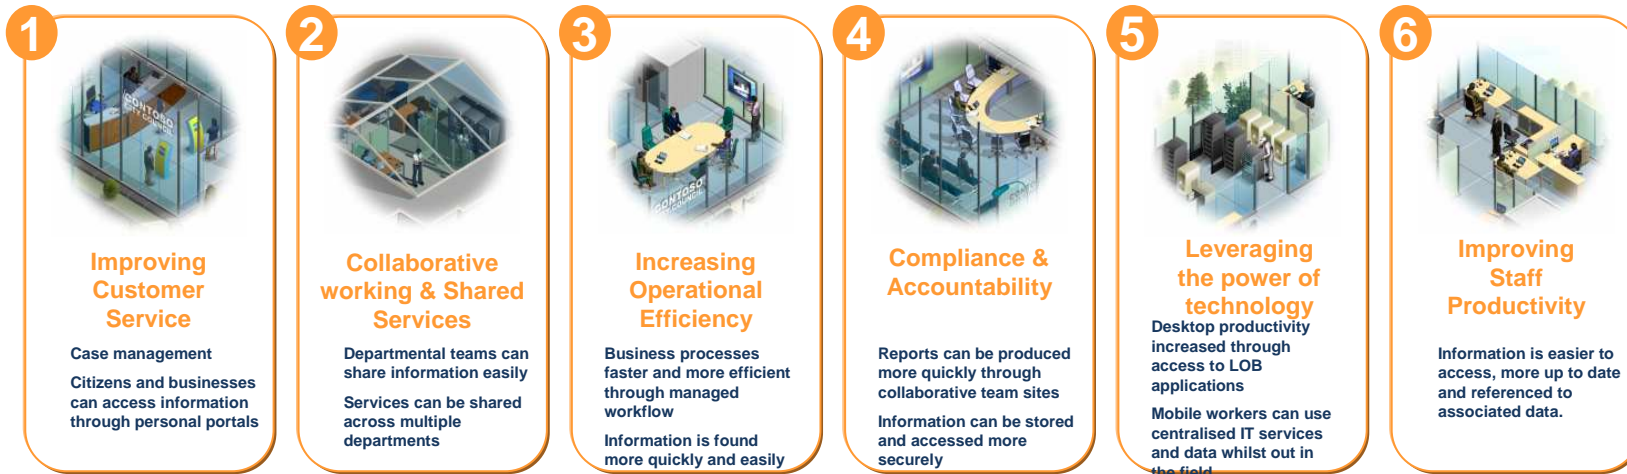 1
CONTOSO
CITY COUNCIL
Improving
Customer
Service
Case management
Citizens and businesses
can access information
through personal portals
2
Collaborative
working & Shared
Services
Departmental teams can
share information easily
Services can be shared
across multiple
departments
3
CONTOSO
CITY COUNCIL
Increasing
Operational
Efficiency
Business processes
faster and more efficient
through managed
workflow
Information is found
more quickly and easily
4
Compliance &
Accountability
Reports can be produced
more quickly through
collaborative team sites
Information can be stored
and accessed more
securely
5
Leveraging
the power of
technology
Desktop productivity
increased through
access to LOB
applications
Mobile workers can use
centralised IT services
and data whilst out in
the field
6
Improving
Staff
Productivity
Information is easier to
access, more up to date
and referenced to
associated data.